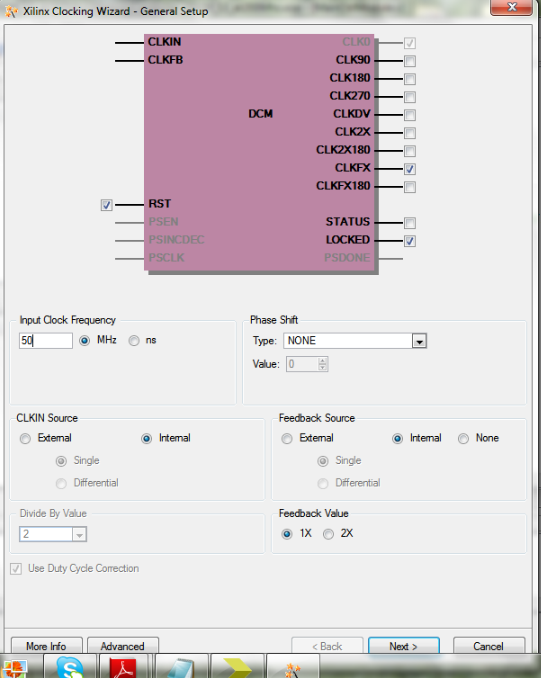 Xilinx Clocking Wizard - General Setup
CLKIN CLK0
CLKFB CLK90
CLK180
CLK270
DCM CLKDV
CLK2X
CLK2X180
CLKFX
CLKFX180
RST
PSEN STATUS
PSINCDEC LOCKED
PSCLK PSDONE
Input Clock Frequency Phase Shift
50 MHz ns Type: NONE
Value: 0
CLKIN Source Feedback Source
External Internal External Internal None
Single Single
Differential Differential
Divide By Value Feedback Value
2 1X 2X
Use Duty Cycle Correction
More Info Advanced < Back Next > Cancel